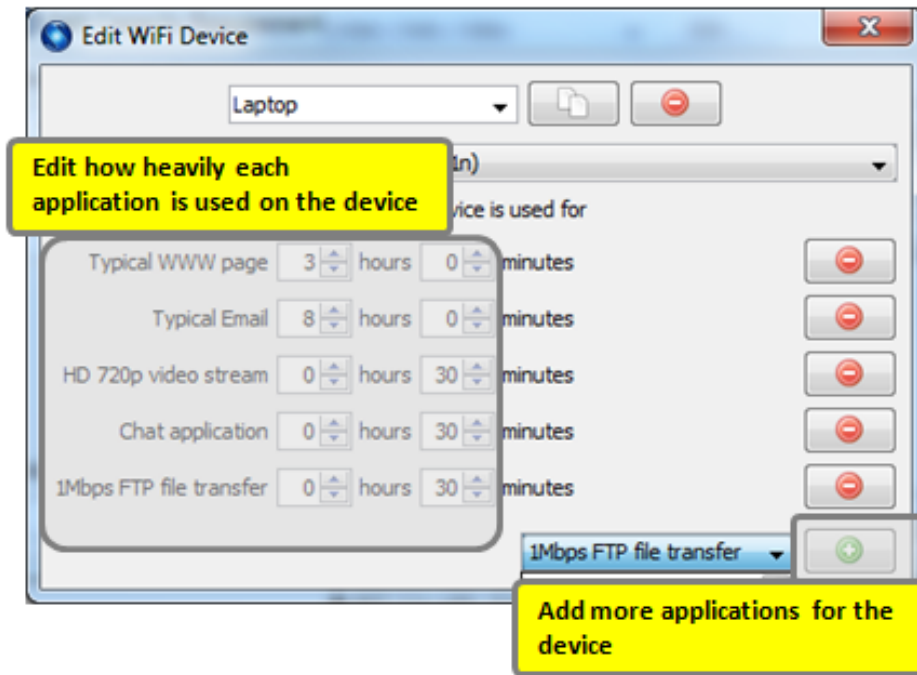 Edit WiFi Device
Laptop
Edit how heavily each
application is used on the device
1n)
vice is used for
Typical WWW page 3 hours 0 minutes
Typical Email 8 hours 0 minutes
HD 720p video stream 0 hours 30 minutes
Chat application 0 hours 30 minutes
1Mbps FTP file transfer 0 hours 30 minutes
1Mbps FTP file transfer
Add more applications for the
device